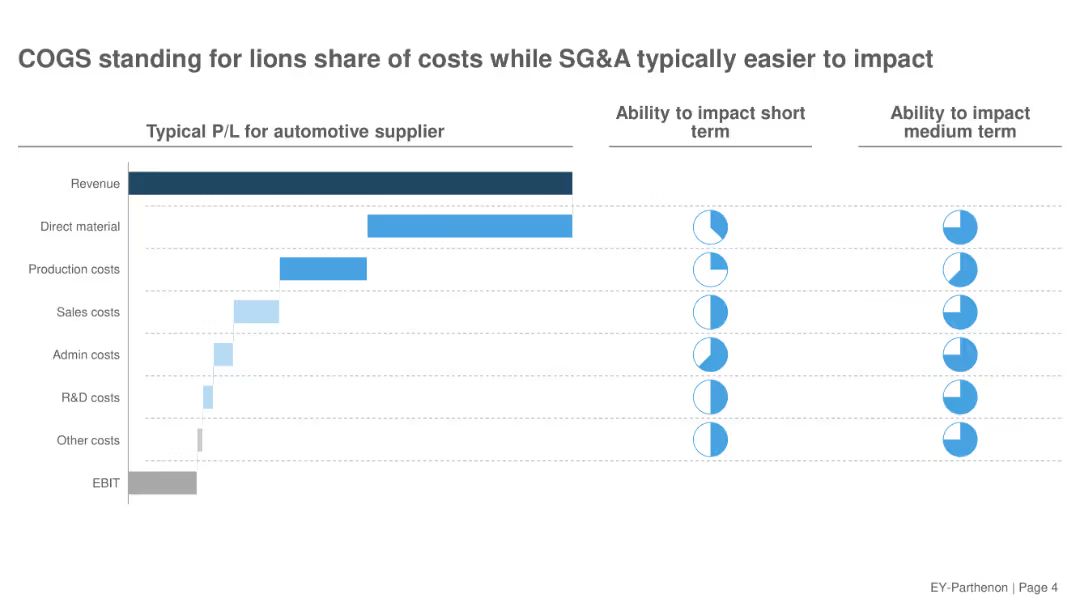 COGS standing for lions share of costs while SG&A typically easier to impact
Typical P/L for automotive supplier
Ability to impact short
term
Ability to impact
medium term
Revenue
Direct material
Production costs
Sales costs
Admin costs
R&D costs
Other costs
EBIT
EY-Parthenon | Page 4